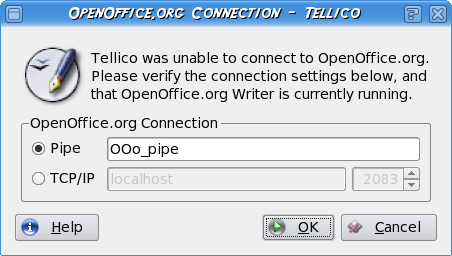 OpenOffice.org Connection – Tellico
Tellico was unable to connect to OpenOffice.org.
Please verify the connection settings below, and
that OpenOffice.org Writer is currently running.
OpenOffice.org Connection
Pipe OOo_pipe
TCP/IP localhost 2083
Help OK Cancel